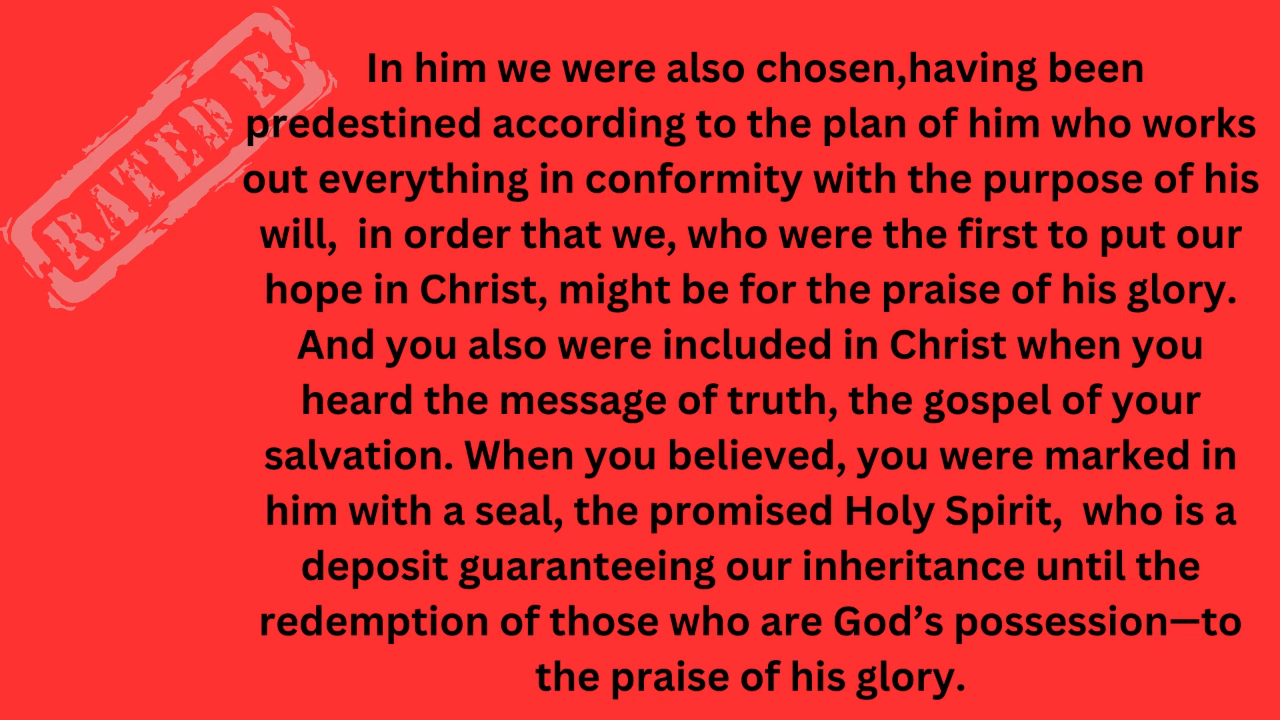 RATED R
In him we were also chosen,having been
predestined according to the plan of him who works
out everything in conformity with the purpose of his
will,  in order that we, who were the first to put our
hope in Christ, might be for the praise of his glory.
And you also were included in Christ when you
heard the message of truth, the gospel of your
salvation. When you believed, you were marked in
him with a seal, the promised Holy Spirit,  who is a
deposit guaranteeing our inheritance until the
redemption of those who are God’s possession—to
the praise of his glory.